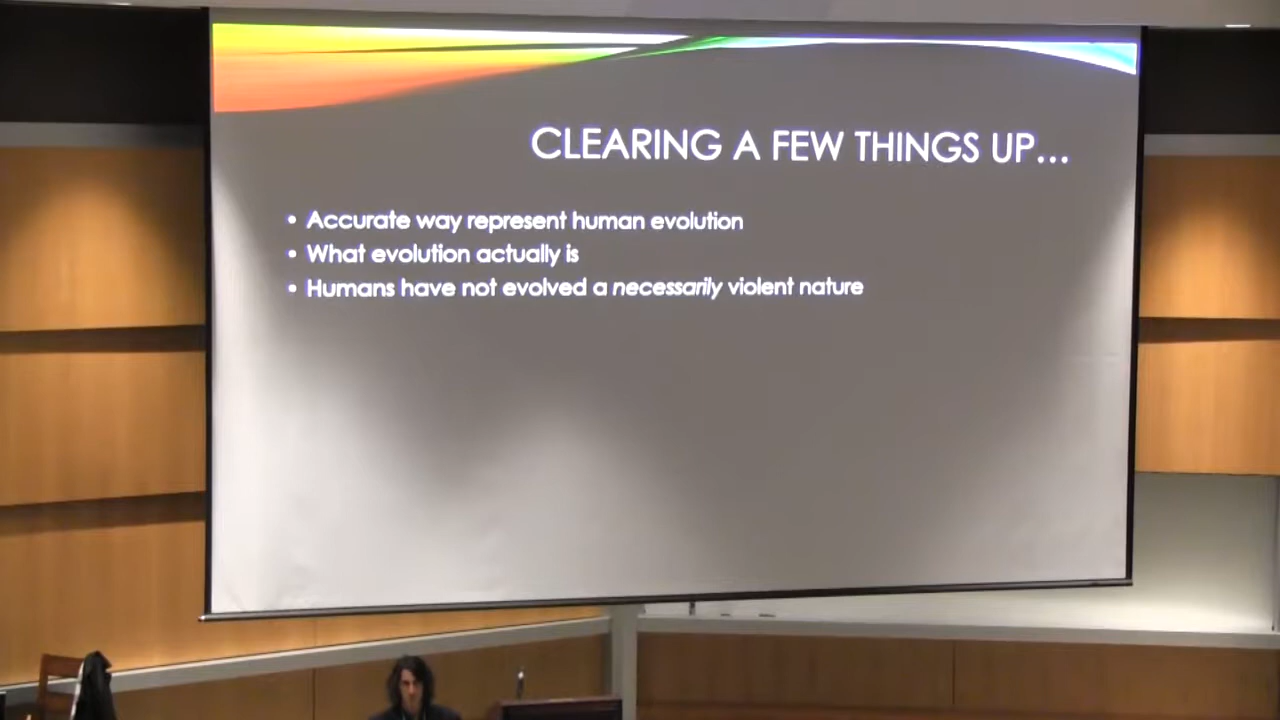 CLEARING A FEW THINGS UP...
• Accurate way represent human evolution
• What evolution actually is
• Humans have not evolved a necessarily violent nature